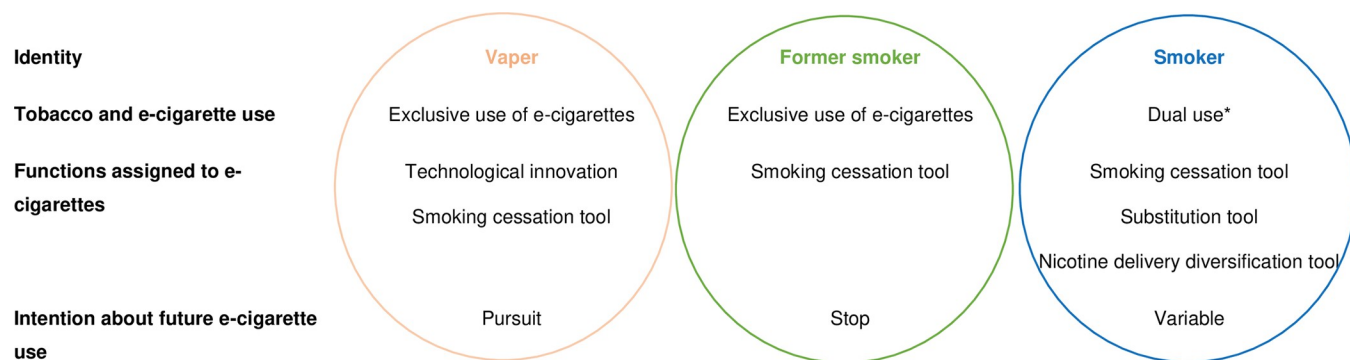 Identity Vaper Former smoker Smoker
Tobacco and e-cigarette use Exclusive use of e-cigarettes Exclusive use of e-cigarettes Dual use*
Functions assigned to e- Technological innovation Smoking cessation tool Smoking cessation tool
cigarettes Smoking cessation tool Substitution tool
Nicotine delivery diversification tool
Intention about future e-cigarette Pursuit Stop Variable
use